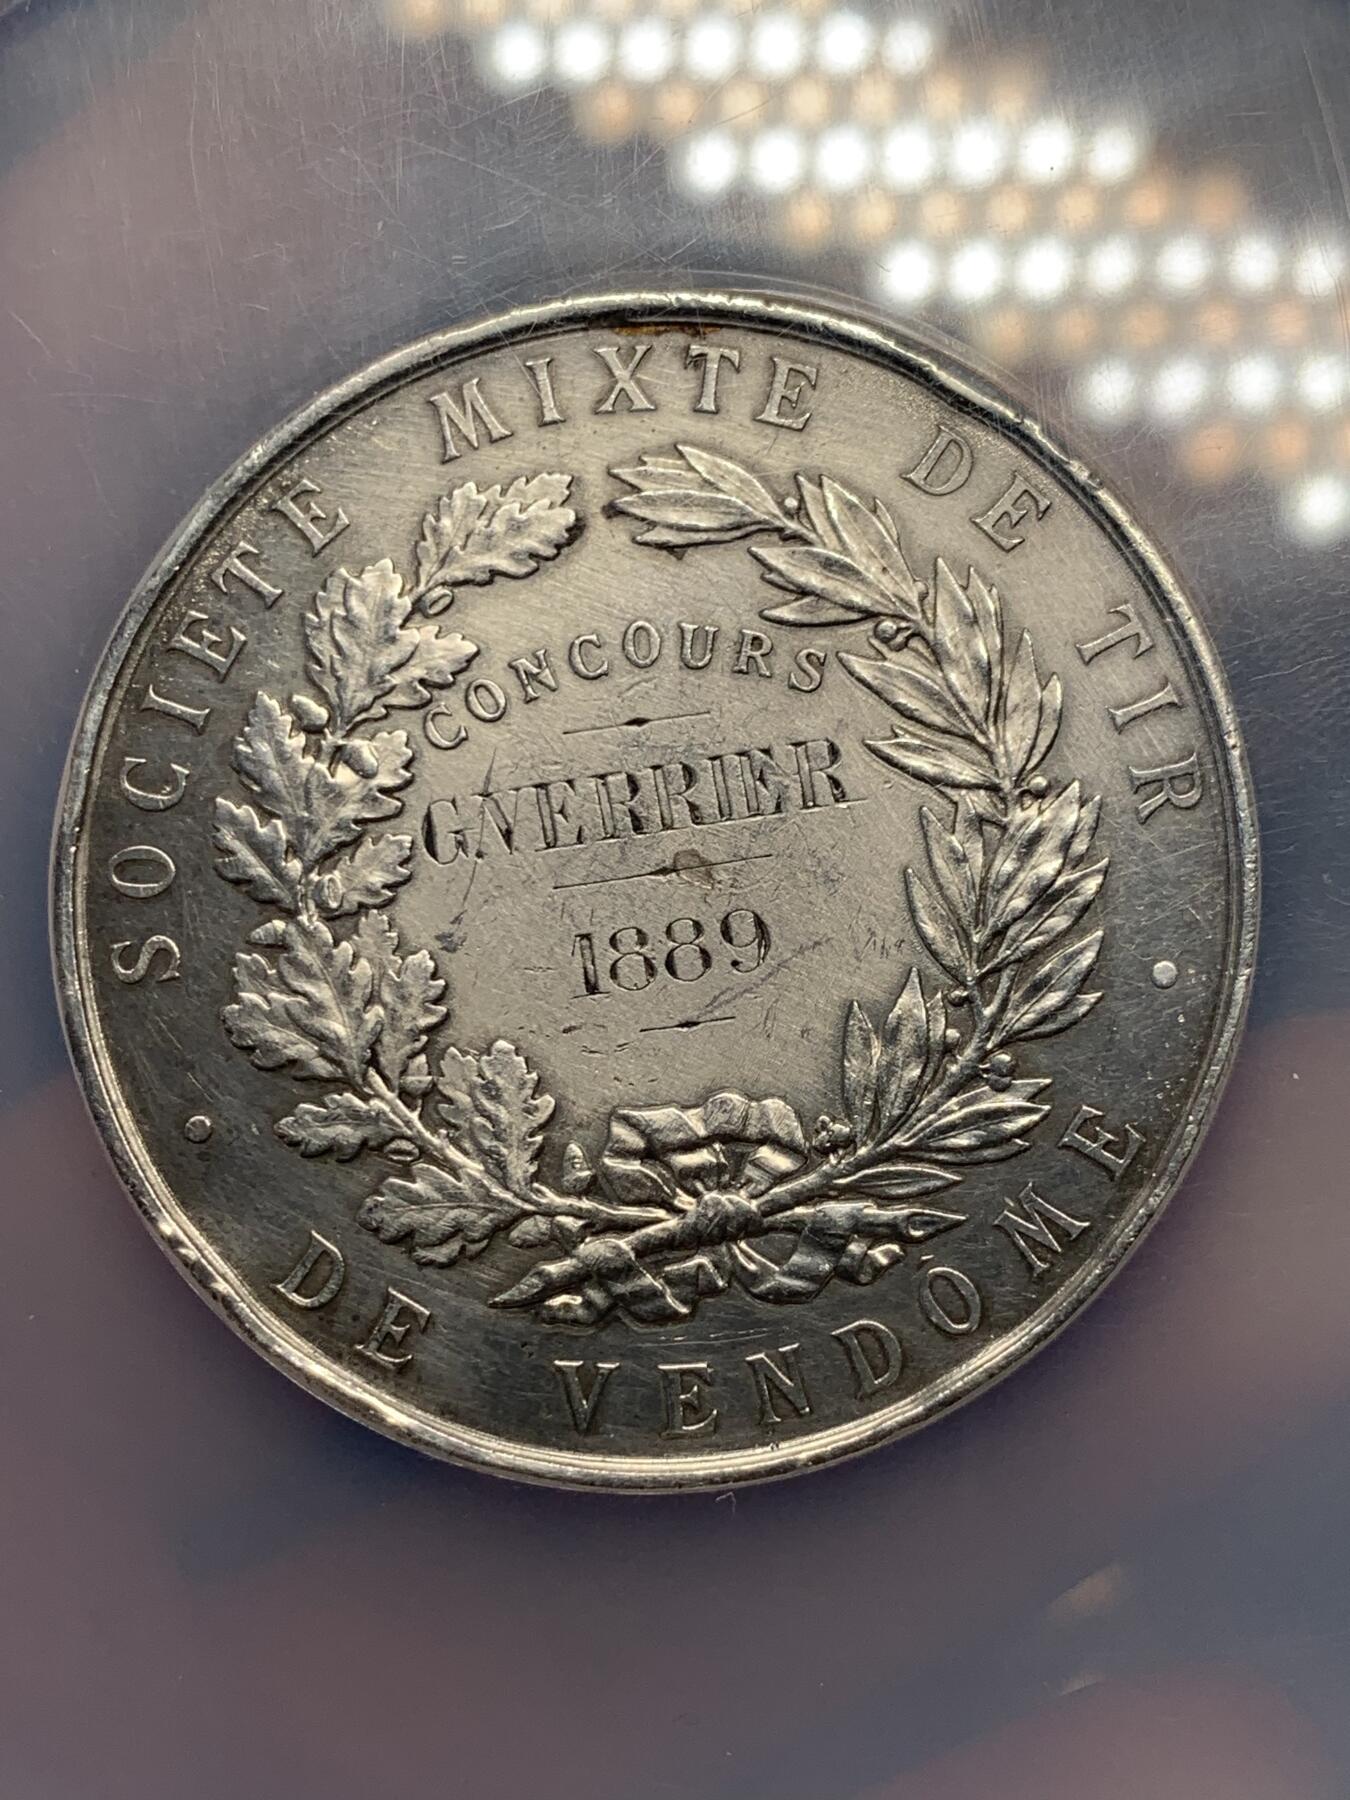 SOCIETE MIXTE DE TIR
CONCOURS
GVERRIER
1889
· DE VENDÔME ·